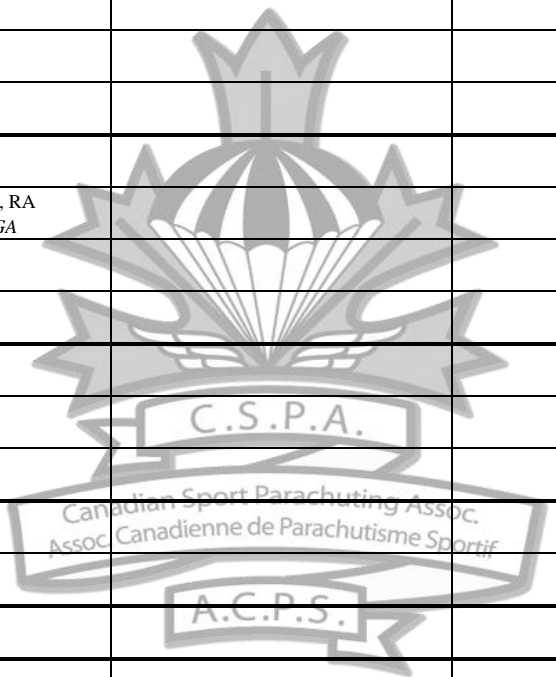 , RA
GA
C.S.P.A.
Canadian Sport Parachuting Assoc.
Assoc. Canadienne de Parachutisme Sportif
A.C.P.S.